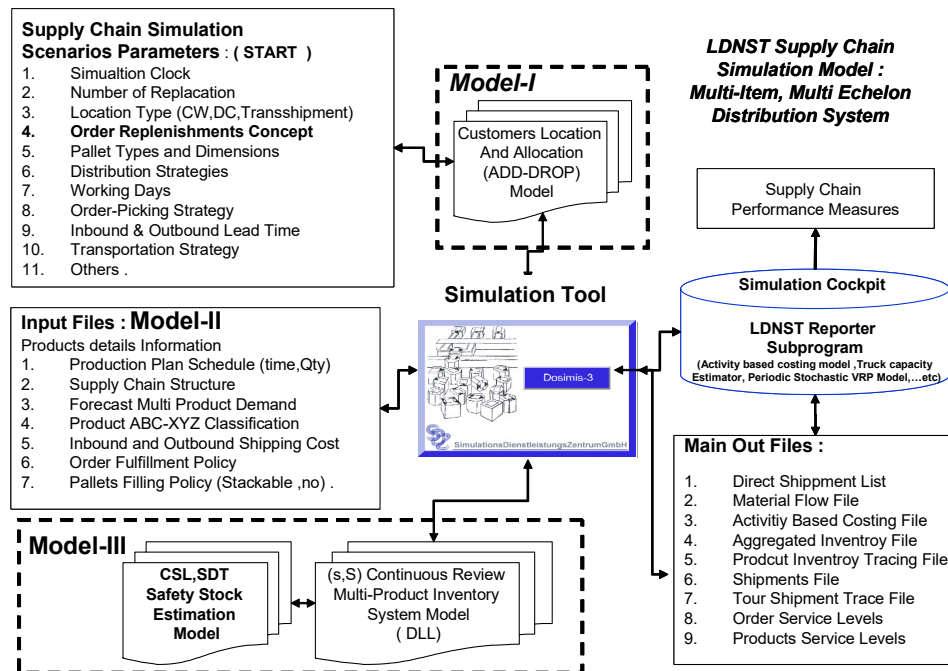 Supply Chain Simulation
Scenarios Parameters : ( START )
1. Simualtion Clock
2. Number of Replacation
3. Location Type (CW,DC,Transshipment)
4. Order Replenishments Concept
5. Pallet Types and Dimensions
6. Distribution Strategies
7. Working Days
8. Order-Picking Strategy
9. Inbound & Outbound Lead Time
10. Transportation Strategy
11. Others .
Model-I
Customers Location
And Allocation
(ADD-DROP)
Model
LDNST Supply Chain
Simulation Model :
Multi-Item, Multi Echelon
Distribution System
Supply Chain
Performance Measures
Simulation Cockpit
LDNST Reporter
Subprogram
(Activity based costing model ,Truck capacity
Estimator, Periodic Stochastic VRP Model,...etc)
Simulation Tool
Dosimis-3
SimulationsDienstleistungsZentrumGmbH
Input Files : Model-II
Products details Information
1. Production Plan Schedule (time,Qty)
2. Supply Chain Structure
3. Forecast Multi Product Demand
4. Product ABC-XYZ Classification
5. Inbound and Outbound Shipping Cost
6. Order Fulfillment Policy
7. Pallets Filling Policy (Stackable ,no) .
Main Out Files :
1. Direct Shippment List
2. Material Flow File
3. Activitiy Based Costing File
4. Aggregated Inventroy File
5. Prodcut Inventroy Tracing File
6. Shipments File
7. Tour Shipment Trace File
8. Order Service Levels
9. Products Service Levels
Model-III
CSL,SDT
Safety Stock
Estimation
Model
(s,S) Continuous Review
Multi-Product Inventory
System Model
( DLL)